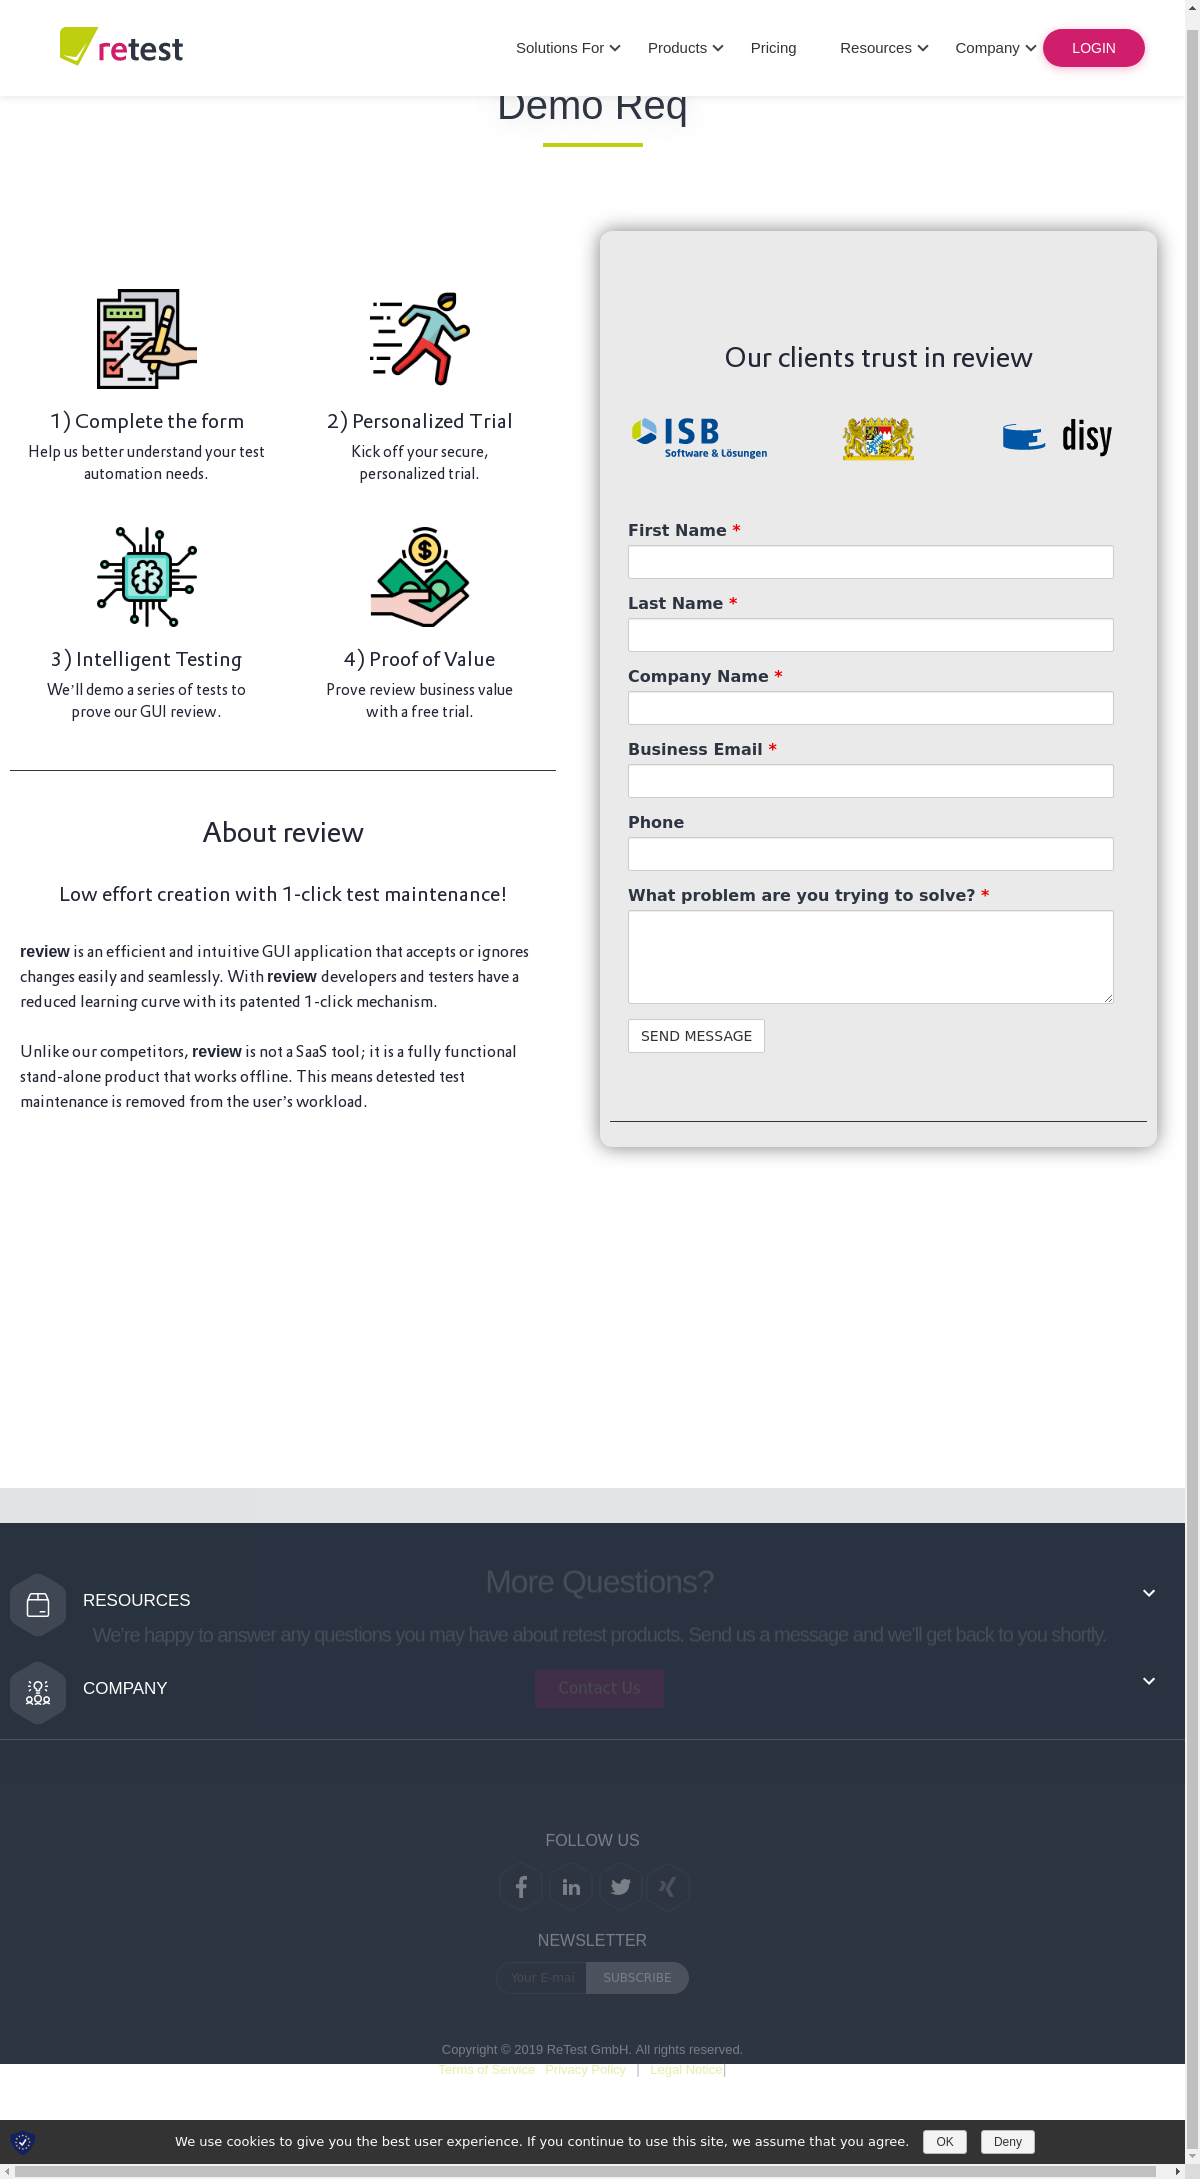 retest
Solutions For
Products
Pricing
Resources
Company
LOGIN
Demo Req
1) Complete the form
Help us better understand your test
automation needs.
2) Personalized Trial
Kick off your secure,
personalized trial.
3) Intelligent Testing
We’ll demo a series of tests to
prove our GUI review.
4) Proof of Value
Prove review business value
with a free trial.
About review
Low effort creation with 1-click test maintenance!
review is an efficient and intuitive GUI application that accepts or ignores
changes easily and seamlessly. With review developers and testers have a
reduced learning curve with its patented 1-click mechanism.
Unlike our competitors, review is not a SaaS tool; it is a fully functional
stand-alone product that works offline. This means detested test
maintenance is removed from the user’s workload.
Our clients trust in review
ISB
Software & Lösungen
disy
First Name *
Last Name *
Company Name *
Business Email *
Phone
What problem are you trying to solve? *
SEND MESSAGE
More Questions?
RESOURCES
We’re happy to answer any questions you may have about retest products. Send us a message and we’ll get back to you shortly.
COMPANY
Contact Us
FOLLOW US
NEWSLETTER
Your E-mai
SUBSCRIBE
Copyright © 2019 ReTest GmbH. All rights reserved.
Terms of Service Privacy Policy | Legal Notice|
We use cookies to give you the best user experience. If you continue to use this site, we assume that you agree.
OK
Deny